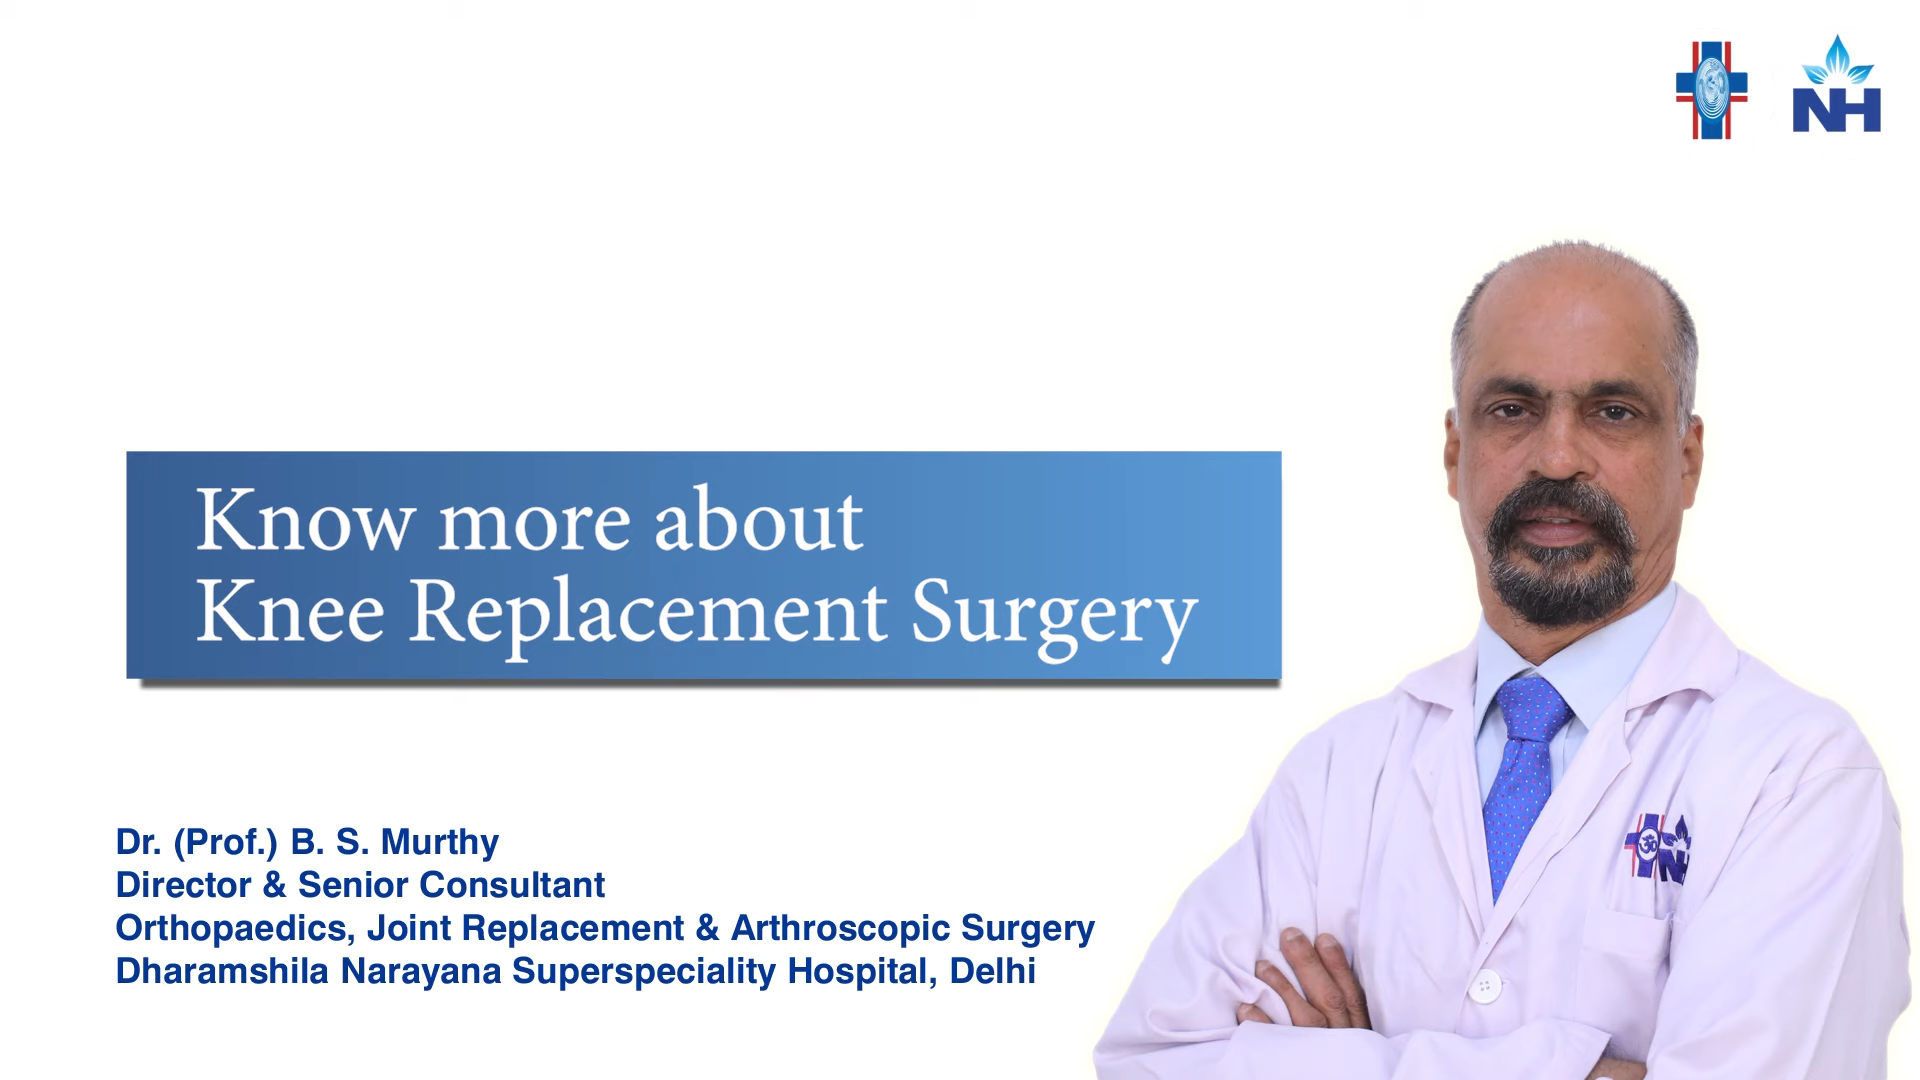 NH
Know more about
Knee Replacement Surgery
Dr. (Prof.) B. S. Murthy
Director & Senior Consultant
Orthopaedics, Joint Replacement & Arthroscopic Surgery
Dharamshila Narayana Superspeciality Hospital, Delhi
ॐ NH